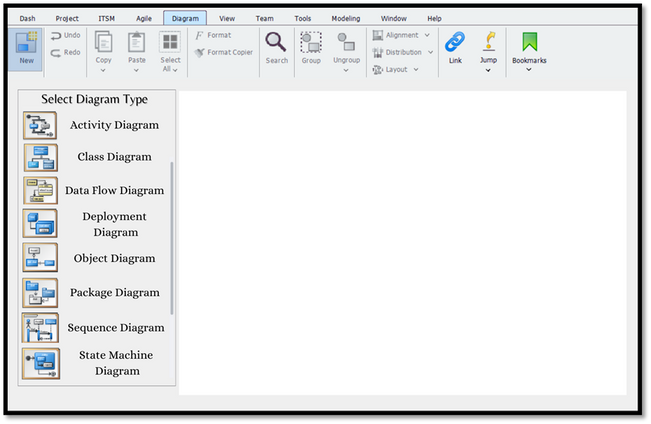 Dash Project ITSM Agile Diagram View Team Tools Modeling Window Help
New
Undo
Redo
Copy
Paste
Select
All
Format
Format Copier
Search
Group
Ungroup
Alignment
Distribution
Layout
Link
Jump
Bookmarks
Select Diagram Type
Activity Diagram
Class Diagram
Data Flow Diagram
Deployment
Diagram
Object Diagram
Package Diagram
Sequence Diagram
State Machine
Diagram